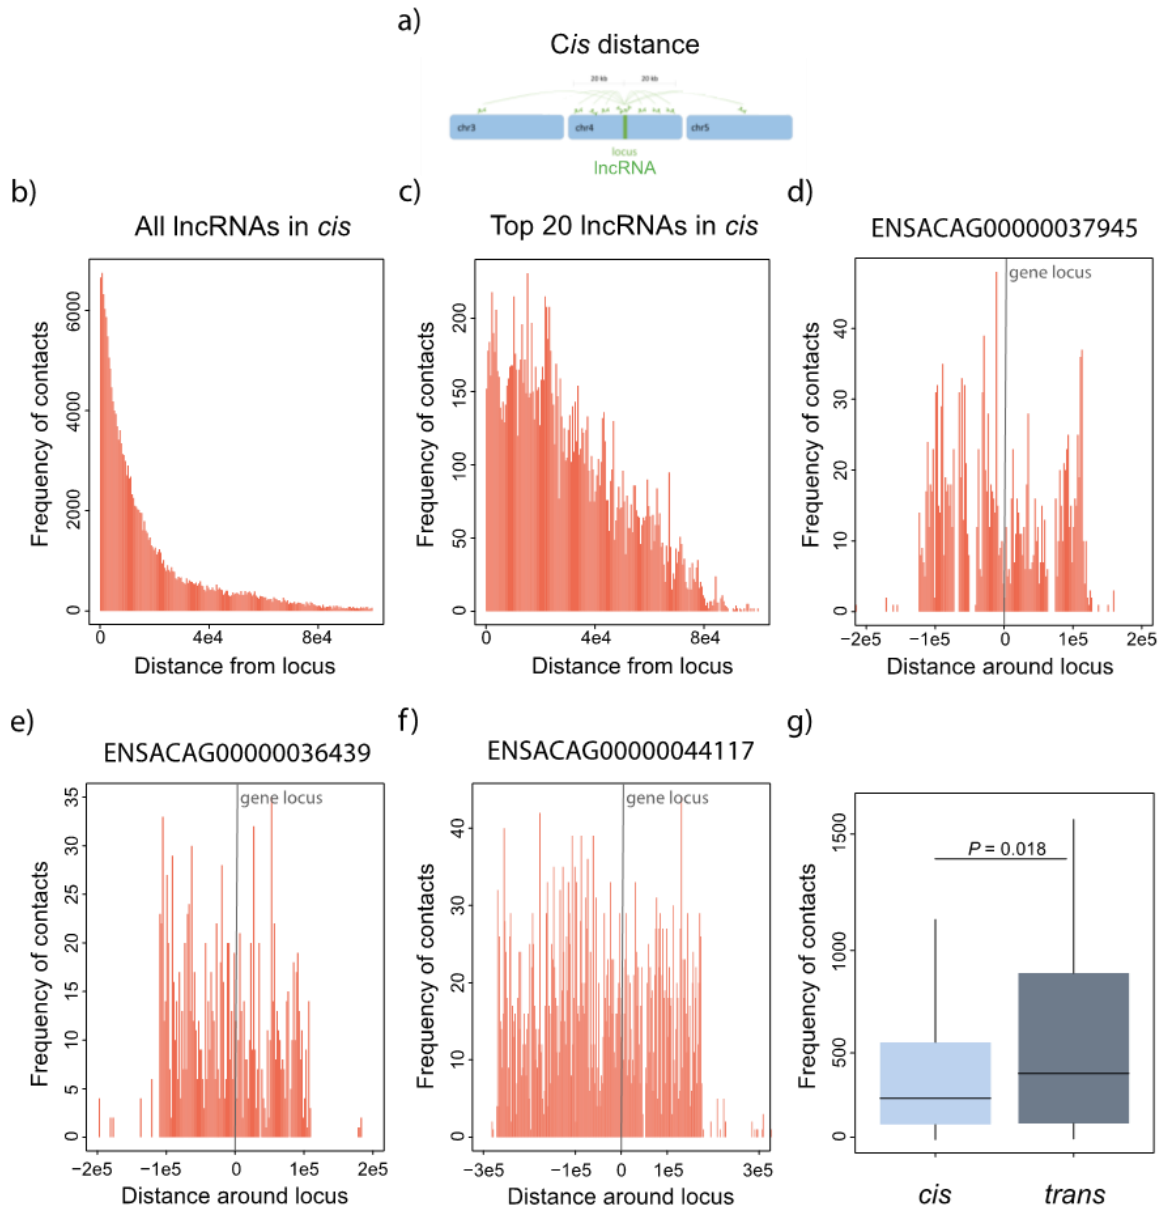 a)
Cis distance
20 kb 20 kb
chr3 chr4 chr5
locus
lncRNA
b)
All lncRNAs in cis
Frequency of contacts
6000
4000
2000
0
0 4e4 8e4
Distance from locus
c)
Top 20 lncRNAs in cis
Frequency of contacts
200
150
100
50
0
0 4e4 8e4
Distance from locus
d)
ENSACAG00000037945
gene locus
Frequency of contacts
40
30
20
10
0
−2e5 −1e5 0 1e5 2e5
Distance around locus
e)
ENSACAG00000036439
gene locus
Frequency of contacts
35
30
25
20
15
10
5
0
−2e5 −1e5 0 1e5 2e5
Distance around locus
f)
ENSACAG00000044117
gene locus
Frequency of contacts
40
30
20
10
0
−3e5 −1e5 0 1e5 3e5
Distance around locus
g)
P = 0.018
Frequency of contacts
1500
1000
500
0
cis trans